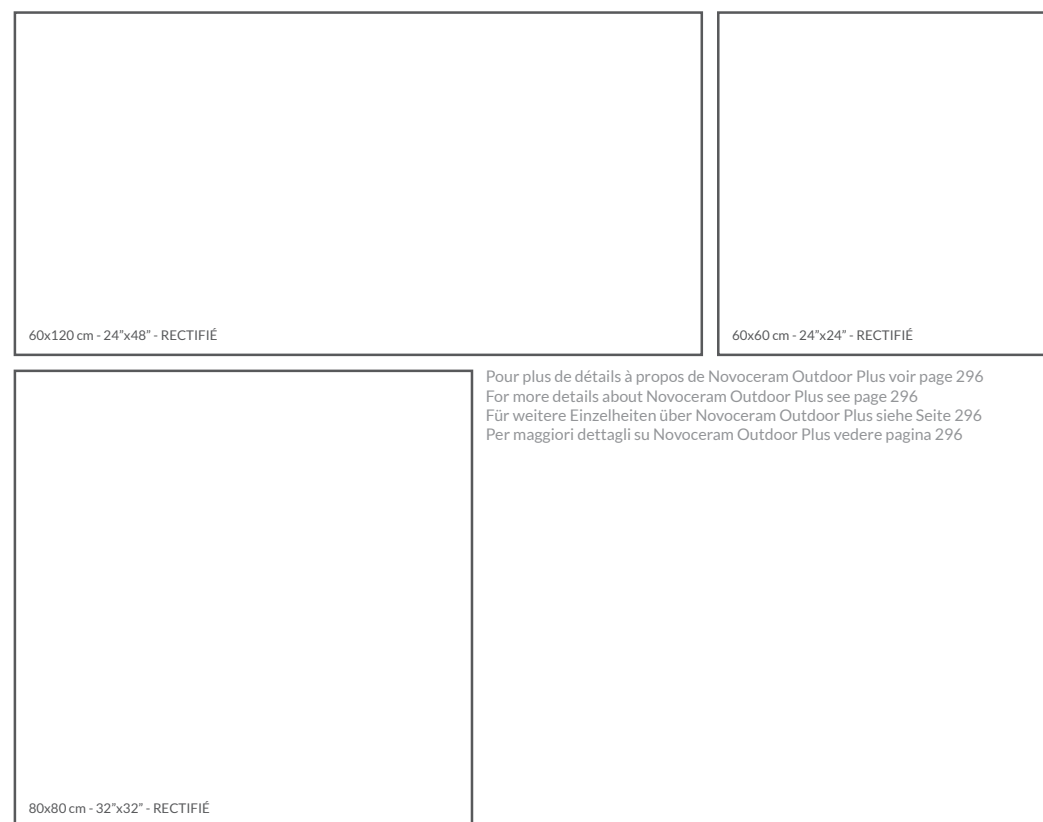 60x120 cm - 24”x48” - RECTIFIÉ
60x60 cm - 24”x24” - RECTIFIÉ
Pour plus de détails à propos de Novoceram Outdoor Plus voir page 296
For more details about Novoceram Outdoor Plus see page 296
Für weitere Einzelheiten über Novoceram Outdoor Plus siehe Seite 296
Per maggiori dettagli su Novoceram Outdoor Plus vedere pagina 296
80x80 cm - 32”x32” - RECTIFIÉ